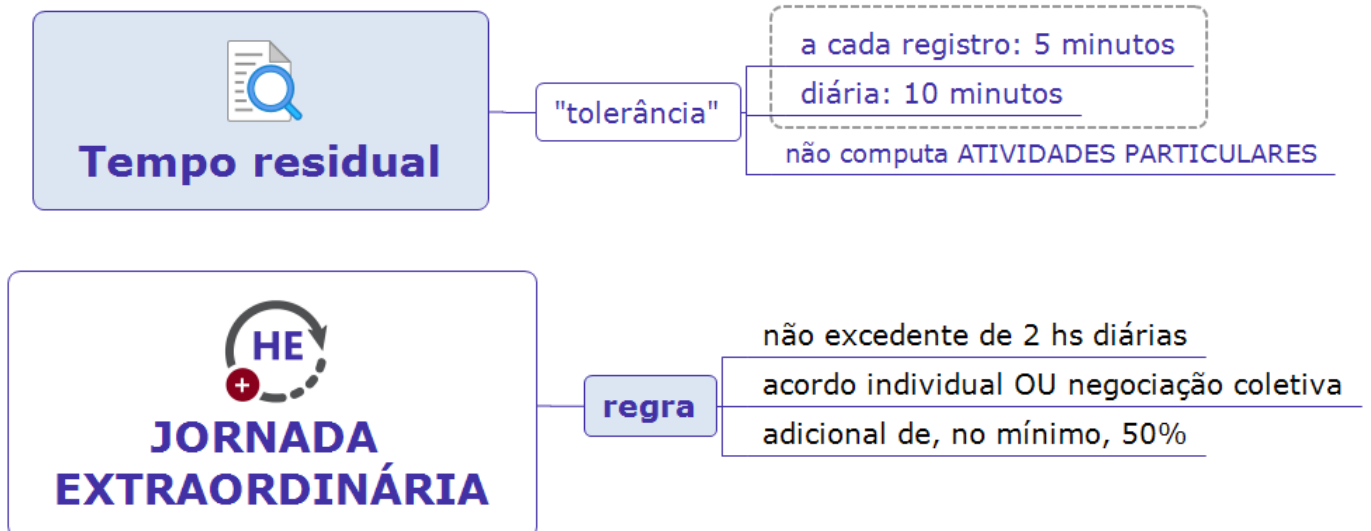 Tempo residual
"tolerância"
a cada registro: 5 minutos
diária: 10 minutos
não computa ATIVIDADES PARTICULARES
HE
+
JORNADA
EXTRAORDINÁRIA
regra
não excedente de 2 hs diárias
acordo individual OU negociação coletiva
adicional de, no mínimo, 50%